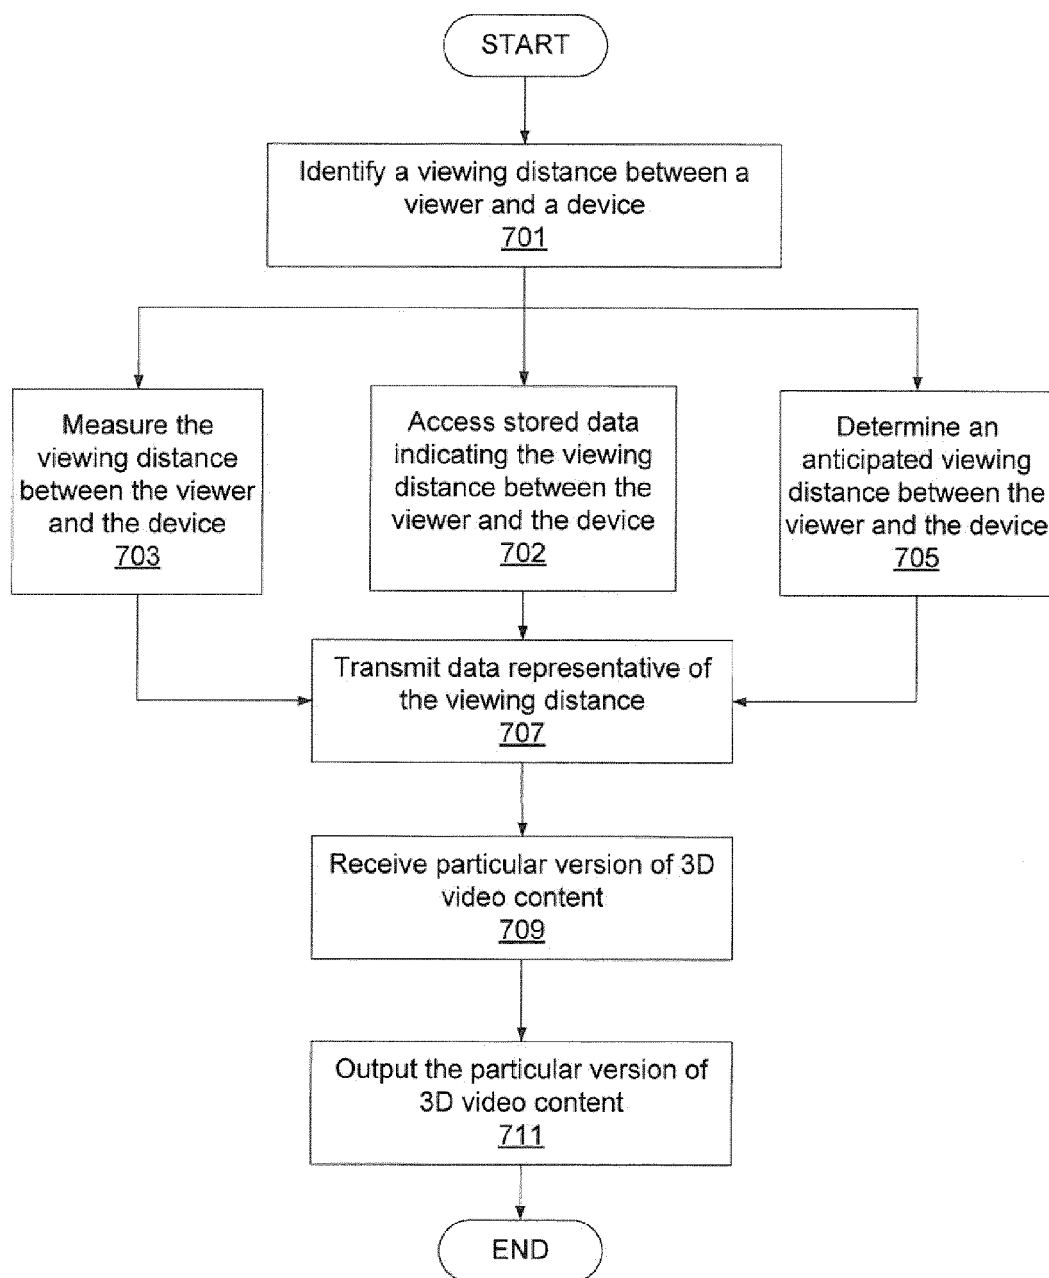 START
Identify a viewing distance between a
viewer and a device
701
Measure the
viewing distance
between the viewer
and the device
703
Access stored data
indicating the viewing
distance between the
viewer and the device
702
Determine an
anticipated viewing
distance between the
viewer and the device
705
Transmit data representative of
the viewing distance
707
Receive particular version of 3D
video content
709
Output the particular version of
3D video content
711
END